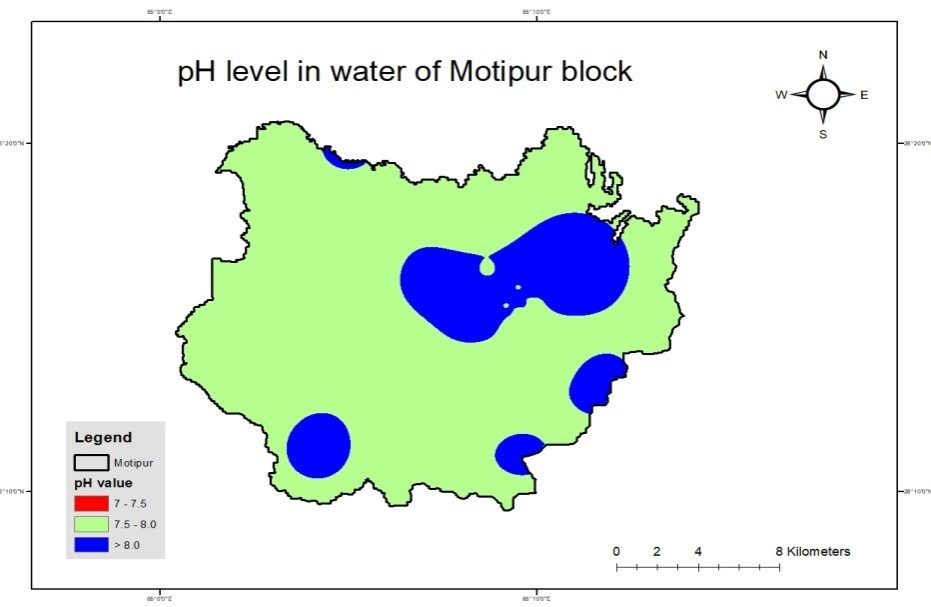 pH level in water of Motipur block
N
W E
S
Legend
Motipur
pH value
7 - 7.5
7.5 - 8.0
> 8.0
0 2 4 8 Kilometers